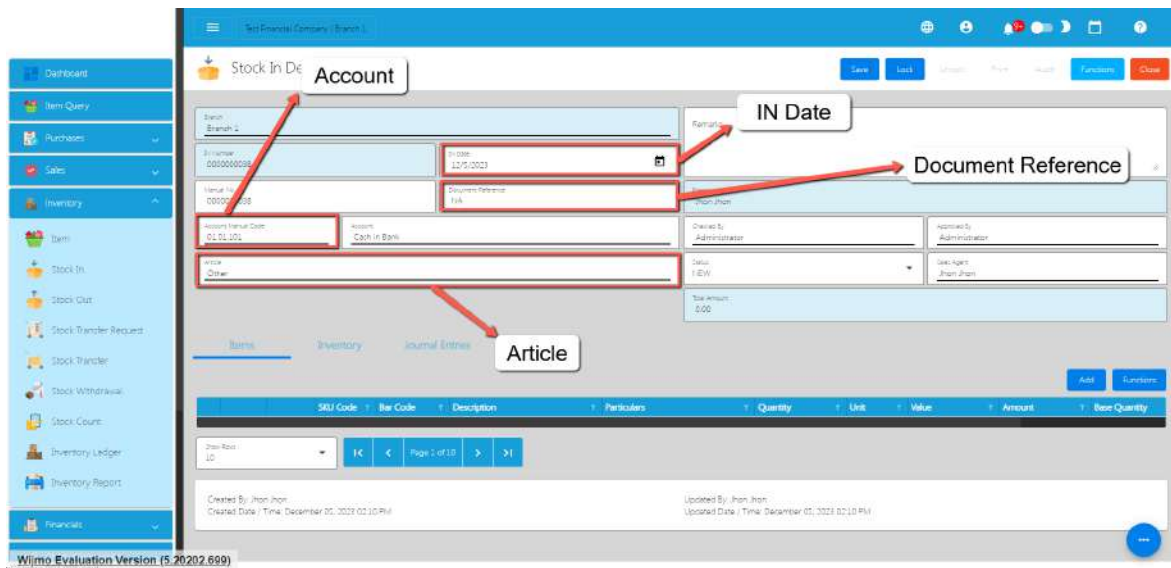 Test Financial Company | Branch 1
9+
Dashboard
Item Query
Purchases
Sales
Inventory
Item
Stock In
Stock Out
Stock Transfer Request
Stock Transfer
Stock Withdrawal
Stock Count
Inventory Ledger
Inventory Report
Financials
Wijmo Evaluation Version (5.20202.699)
Stock In De
Save
Lock
Print
Functions
Close
Account
IN Date
Document Reference
Article
Branch
Branch 1
Remarks
IN Number
0000000038
IN Date
12/5/2023
Manual No
Document Reference
NA
Jhon Jhon
Account Manual Code
01.01.101
Account
Cash In Bank
Checked By
Administrator
Approved By
Administrator
Article
Other
Status
NEW
Sales Agent
Jhon Jhon
Total Amount
0.00
Items
Inventory
Journal Entries
Add
Functions
SKU Code
Bar Code
Description
Particulars
Quantity
Unit
Value
Amount
Base Quantity
Show Rows
10
Page 1 of 10
Created By: Jhon Jhon
Created Date / Time: December 05, 2023 02:10 PM
Updated By: Jhon Jhon
Updated Date / Time: December 05, 2023 02:10 PM